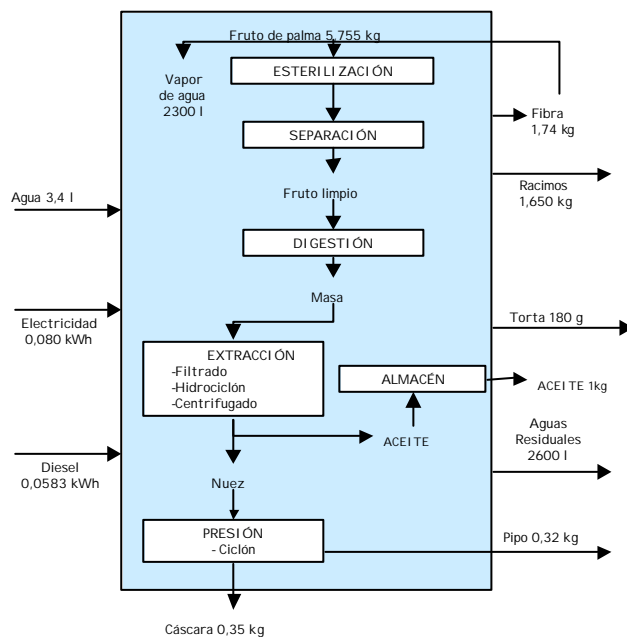 Fruto de palma 5,755 kg
ESTERILIZACIÓN
Vapor
de agua
2300 l
Fibra
1,74 kg
SEPARACIÓN
Racimos
1,650 kg
Agua 3,4 l
Fruto limpio
DIGESTIÓN
Masa
Electricidad
0,080 kWh
Torta 180 g
EXTRACCIÓN
-Filtrado
-Hidrociclón
-Centrifugado
ALMACÉN
ACEITE 1kg
ACEITE
Aguas
Residuales
2600 l
Diesel
0,0583 kWh
Nuez
PRESIÓN
- Ciclón
Pipo 0,32 kg
Cáscara 0,35 kg